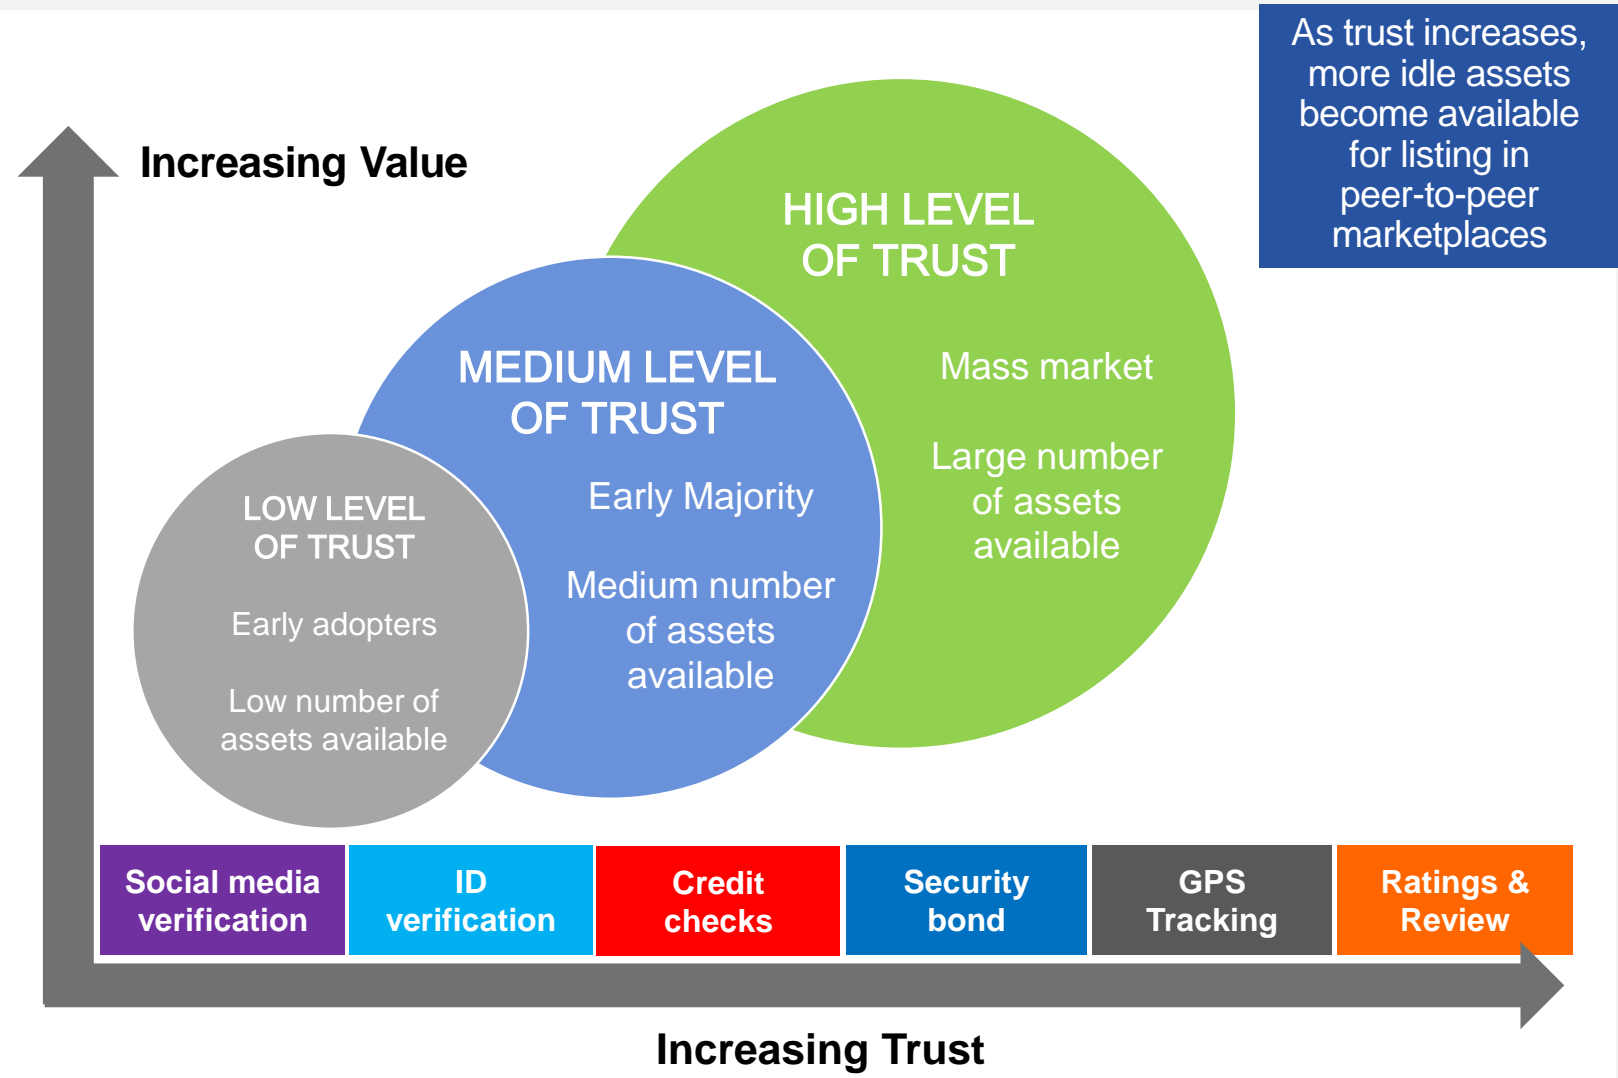 As trust increases,
more idle assets
become available
for listing in
peer-to-peer
marketplaces
Increasing Value
HIGH LEVEL
OF TRUST
Mass market
Large number
of assets
available
MEDIUM LEVEL
OF TRUST
Early Majority
Medium number
of assets
available
LOW LEVEL
OF TRUST
Early adopters
Low number of
assets available
Social media
verification
ID
verification
Credit
checks
Security
bond
GPS
Tracking
Ratings &
Review
Increasing Trust